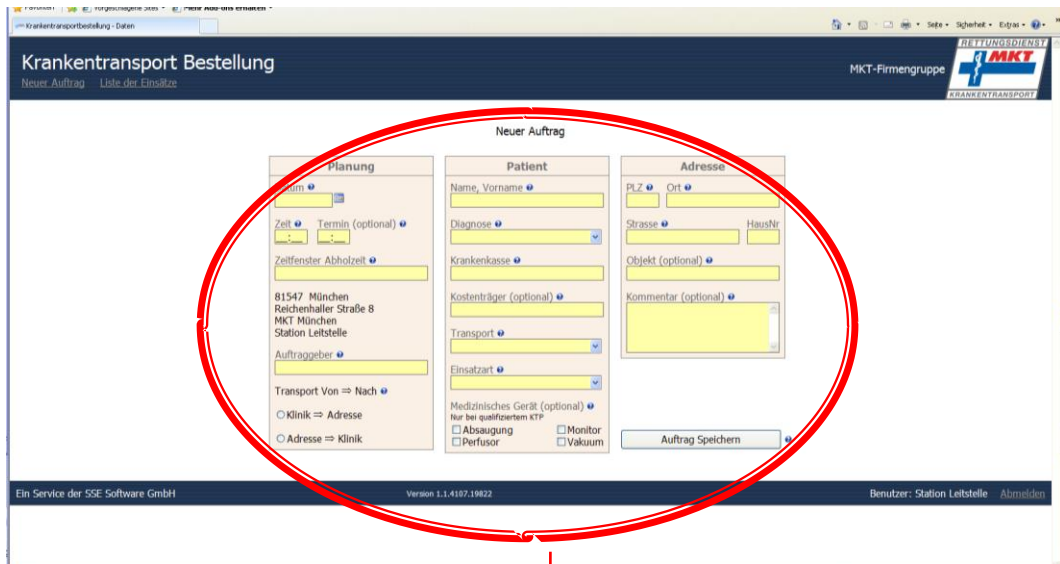 Favoriten Vorgeschlagene Sites Mehr Add-ons erhalten
Krankentransportbestellung - Daten
Seite Sicherheit Extras
Krankentransport Bestellung
Neuer Auftrag Liste der Einsätze
MKT-Firmengruppe
RETTUNGSDIENST
MKT
KRANKENTRANSPORT
Neuer Auftrag
Planung
Datum
Zeit Termin (optional)
__:__ __:__
Zeitfenster Abholzeit
81547 München
Reichenhaller Straße 8
MKT München
Station Leitstelle
Auftraggeber
Transport Von ⇒ Nach
Klinik ⇒ Adresse
Adresse ⇒ Klinik
Patient
Name, Vorname
Diagnose
Krankenkasse
Kostenträger (optional)
Transport
Einsatzart
Medizinisches Gerät (optional)
Nur bei qualifiziertem KTP
Absaugung Monitor
Perfusor Vakuum
Adresse
PLZ Ort
Strasse HausNr
Objekt (optional)
Kommentar (optional)
Auftrag Speichern
Ein Service der SSE Software GmbH
Version 1.1.4107.19822
Benutzer: Station Leitstelle Abmelden